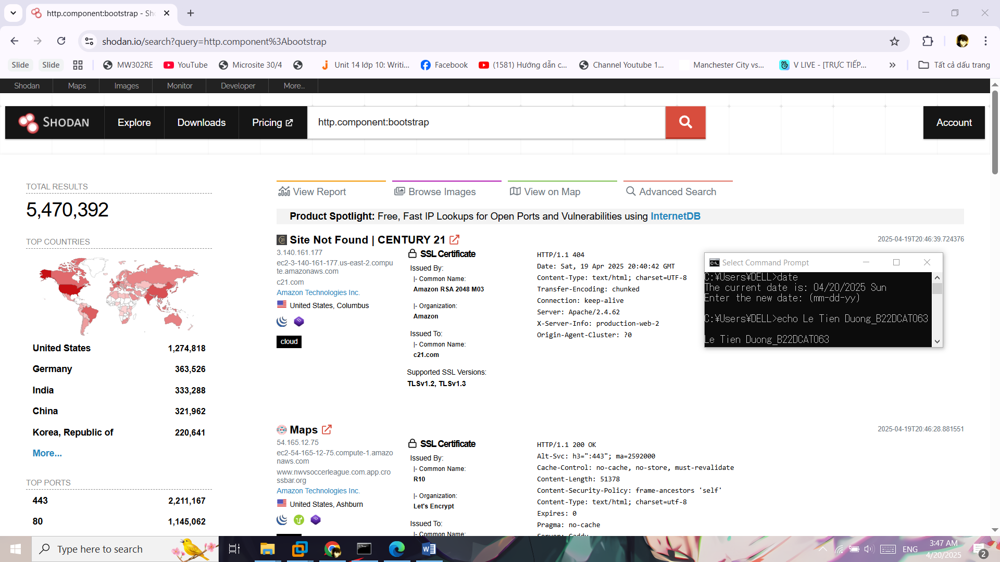 http.component:bootstrap - Sh
shodan.io/search?query=http.component%3Abootstrap
Slide
Slide
MW302RE
YouTube
Microsite 30/4
Unit 14 lớp 10: Writi...
Facebook
(1581) Hướng dẫn c...
Channel Youtube 1...
Manchester City vs...
V LIVE - [TRỰC TIẾP...
»
Tất cả dấu trang
Shodan
Maps
Images
Monitor
Developer
More...
SHODAN
Explore
Downloads
Pricing
http.component:bootstrap
Account
TOTAL RESULTS
5,470,392
TOP COUNTRIES
United States 1,274,818
Germany 363,526
India 333,288
China 321,962
Korea, Republic of 220,641
More...
TOP PORTS
443 2,211,167
80 1,145,062
View Report
Browse Images
View on Map
Advanced Search
Product Spotlight: Free, Fast IP Lookups for Open Ports and Vulnerabilities using InternetDB
Site Not Found | CENTURY 21
2025-04-19T20:46:39.724376
3.140.161.177
ec2-3-140-161-177.us-east-2.compu
te.amazonaws.com
c21.com
Amazon Technologies Inc.
United States, Columbus
cloud
SSL Certificate
Issued By:
|- Common Name:
Amazon RSA 2048 M03
|- Organization:
Amazon
Issued To:
|- Common Name:
c21.com
Supported SSL Versions:
TLSv1.2, TLSv1.3
HTTP/1.1 404
Date: Sat, 19 Apr 2025 20:40:42 GMT
Content-Type: text/html; charset=UTF-8
Transfer-Encoding: chunked
Connection: keep-alive
Server: Apache/2.4.62
X-Server-Info: production-web-2
Origin-Agent-Cluster: ?0
Select Command Prompt
C:¥Users¥DELL>date
The current date is: 04/20/2025 Sun
Enter the new date: (mm-dd-yy)
C:¥Users¥DELL>echo Le Tien Duong_B22DCAT063
Le Tien Duong_B22DCAT063
Maps
2025-04-19T20:46:28.881551
54.165.12.75
ec2-54-165-12-75.compute-1.amazo
naws.com
www.nwvsoccerleague.com.app.cro
ssbar.org
Amazon Technologies Inc.
United States, Ashburn
SSL Certificate
Issued By:
|- Common Name:
R10
|- Organization:
Let's Encrypt
Issued To:
|- Common Name:
HTTP/1.1 200 OK
Alt-Svc: h3=":443"; ma=2592000
Cache-Control: no-cache, no-store, must-revalidate
Content-Length: 51378
Content-Security-Policy: frame-ancestors 'self'
Content-Type: text/html; charset=utf-8
Expires: 0
Pragma: no-cache
Server: Caddy
Type here to search
ENG
3:47 AM
4/20/2025
2